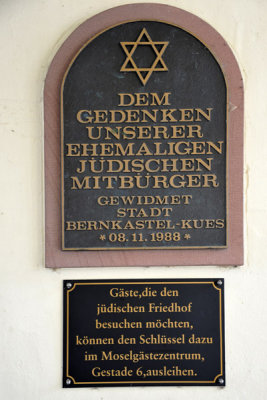 DEM
GEDENKEN
UNSERER
EHEMALIGEN
JÜDISCHEN
MITBÜRGER
GEWIDMET
STADT
BERNKASTEL-KUES
* 08.11.1988 *
Gäste,die den
jüdischen Friedhof
besuchen möchten,
können den Schlüssel dazu
im Moselgästezentrum,
Gestade 6,ausleihen.